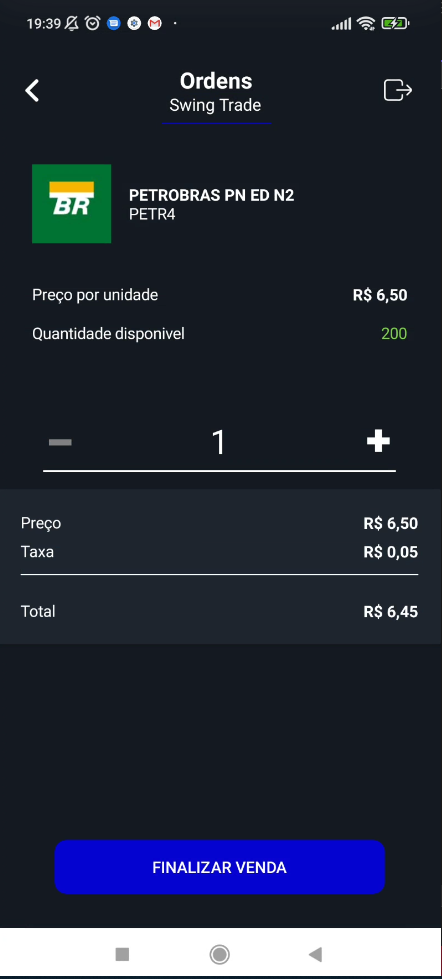 19:39
Ordens
Swing Trade
BR
PETROBRAS PN ED N2
PETR4
Preço por unidade R$ 6,50
Quantidade disponivel 200
1
Preço R$ 6,50
Taxa R$ 0,05
Total R$ 6,45
FINALIZAR VENDA